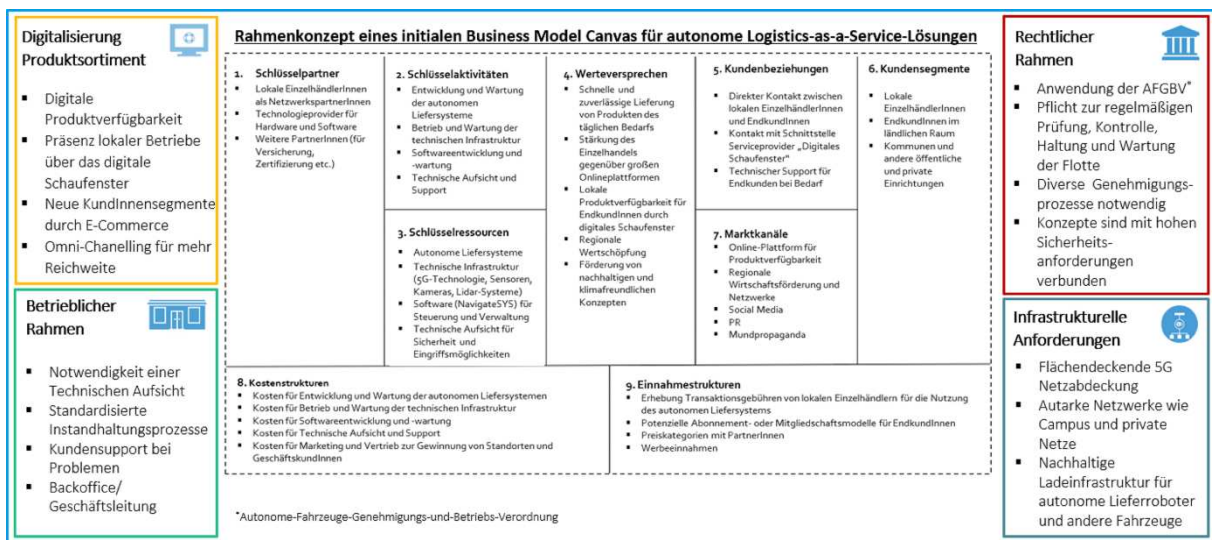 Digitalisierung
Produktsortiment
▪ Digitale
Produktverfügbarkeit
▪ Präsenz lokaler Betriebe
über das digitale
Schaufenster
▪ Neue KundInnensegmente
durch E-Commerce
▪ Omni-Chanelling für mehr
Reichweite
Betrieblicher
Rahmen
▪ Notwendigkeit einer
Technischen Aufsicht
▪ Standardisierte
Instandhaltungsprozesse
▪ Kundensupport bei
Problemen
▪ Backoffice/
Geschäftsleitung
Rahmenkonzept eines initialen Business Model Canvas für autonome Logistics-as-a-Service-Lösungen
1. Schlüsselpartner
• Lokale EinzelhändlerInnen
als NetzwerkspartnerInnen
• Technologieprovider für
Hardware und Software
• Weitere PartnerInnen (für
Versicherung,
Zertifizierung etc.)
2. Schlüsselaktivitäten
• Entwicklung und Wartung
der autonomen
Liefersysteme
• Betrieb und Wartung der
technischen Infrastruktur
• Softwareentwicklung und
-wartung
• Technische Aufsicht und
Support
3. Schlüsselressourcen
• Autonome Liefersysteme
• Technische Infrastruktur
(5G-Technologie, Sensoren,
Kameras, Lidar-Systeme)
• Software (NavigateSYS) für
Steuerung und Verwaltung
• Technische Aufsicht für
Sicherheit und
Eingriffsmöglichkeiten
4. Werteversprechen
• Schnelle und
zuverlässige Lieferung
von Produkten des
täglichen Bedarfs
• Stärkung des
Einzelhandels
gegenüber großen
Onlineplattformen
• Lokale
Produktverfügbarkeit für
EndkundInnen durch
digitales Schaufenster
• Regionale
Wertschöpfung
• Förderung von
nachhaltigen und
klimafreundlichen
Konzepten
5. Kundenbeziehungen
• Direkter Kontakt zwischen
lokalen EinzelhändlerInnen
und EndkundInnen
• Kontakt mit Schnittstelle
Serviceprovider „Digitales
Schaufenster“
• Technischer Support für
Endkunden bei Bedarf
7. Marktkanäle
• Online-Plattform für
Produktverfügbarkeit
• Regionale
Wirtschaftsförderung und
Netzwerke
• Social Media
• PR
• Mundpropaganda
6. Kundensegmente
• Lokale
EinzelhändlerInnen
• EndkundInnen im
ländlichen Raum
• Kommunen und
andere öffentliche
und private
Einrichtungen
8. Kostenstrukturen
• Kosten für Entwicklung und Wartung der autonomen Liefersystemen
• Kosten für Betrieb und Wartung der technischen Infrastruktur
• Kosten für Softwareentwicklung und -wartung
• Kosten für Technische Aufsicht und Support
• Kosten für Marketing und Vertrieb zur Gewinnung von Standorten und
GeschäftskundInnen
9. Einnahmestrukturen
• Erhebung Transaktionsgebühren von lokalen Einzelhändlern für die Nutzung
des autonomen Liefersystems
• Potenzielle Abonnement- oder Mitgliedschaftsmodelle für EndkundInnen
• Preiskategorien mit PartnerInnen
• Werbeeinnahmen
*Autonome-Fahrzeuge-Genehmigungs-und-Betriebs-Verordnung
Rechtlicher
Rahmen
▪ Anwendung der AFGBV*
▪ Pflicht zur regelmäßigen
Prüfung, Kontrolle,
Haltung und Wartung
der Flotte
▪ Diverse Genehmigungs-
prozesse notwendig
▪ Konzepte sind mit hohen
Sicherheits-
anforderungen
verbunden
Infrastrukturelle
Anforderungen
▪ Flächendeckende 5G
Netzabdeckung
▪ Autarke Netzwerke wie
Campus und private
Netze
▪ Nachhaltige
Ladeinfrastruktur für
autonome Lieferroboter
und andere Fahrzeuge